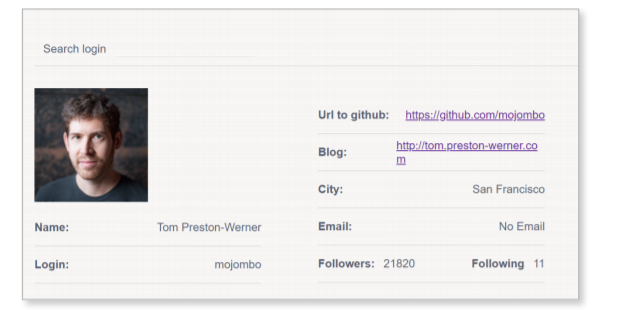 Search login
Url to github: https://github.com/mojombo
Blog: http://tom.preston-werner.co
m
City: San Francisco
Name: Tom Preston-Werner
Email: No Email
Login: mojombo
Followers: 21820 Following 11